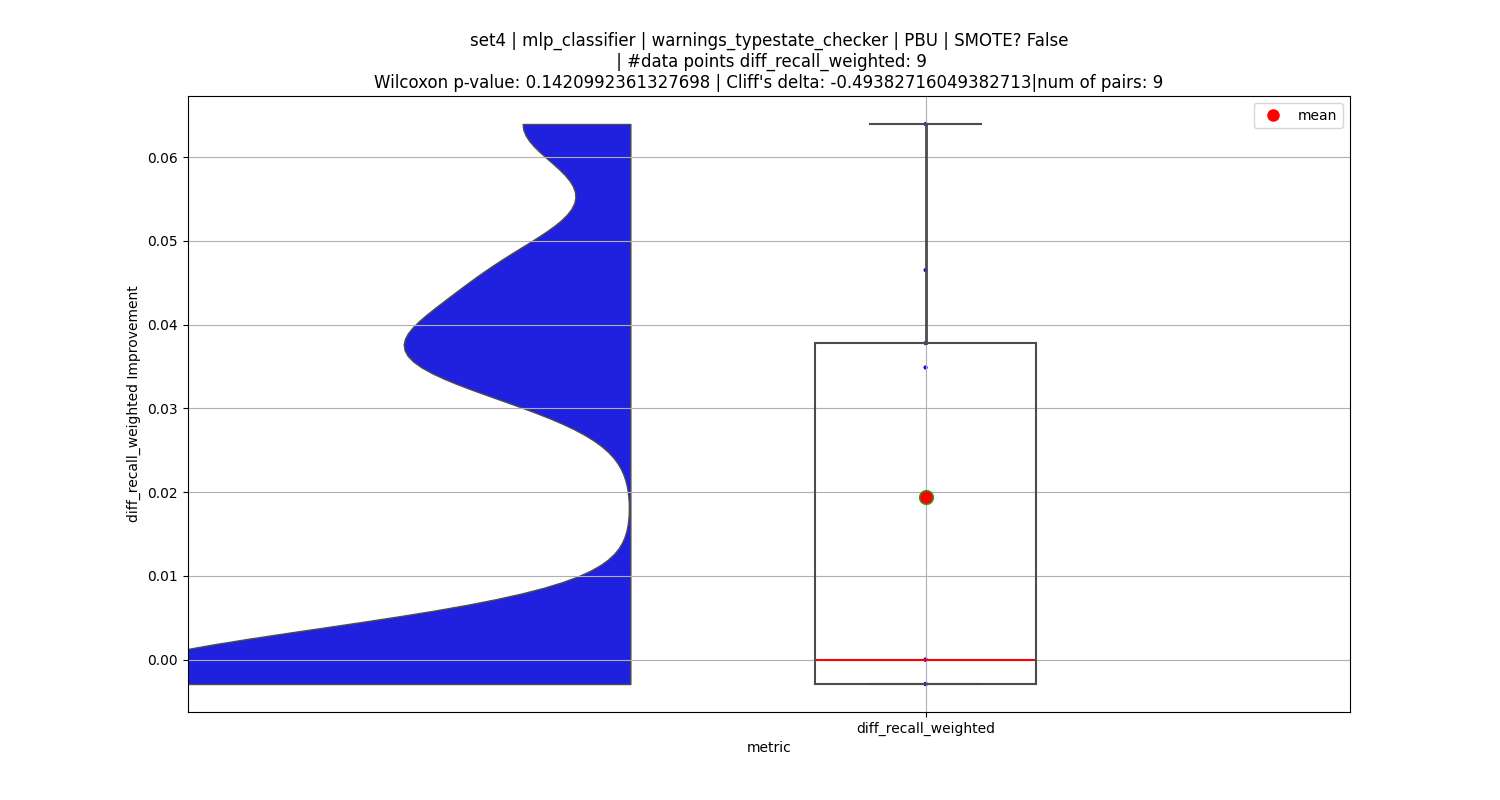 set4 | mlp_classifier | warnings_typestate_checker | PBU | SMOTE? False
| #data points diff_recall_weighted: 9
Wilcoxon p-value: 0.1420992361327698 | Cliff's delta: -0.49382716049382713|num of pairs: 9
mean
0.06
0.05
0.04
0.03
0.02
0.01
0.00
diff_recall_weighted Improvement
diff_recall_weighted
metric